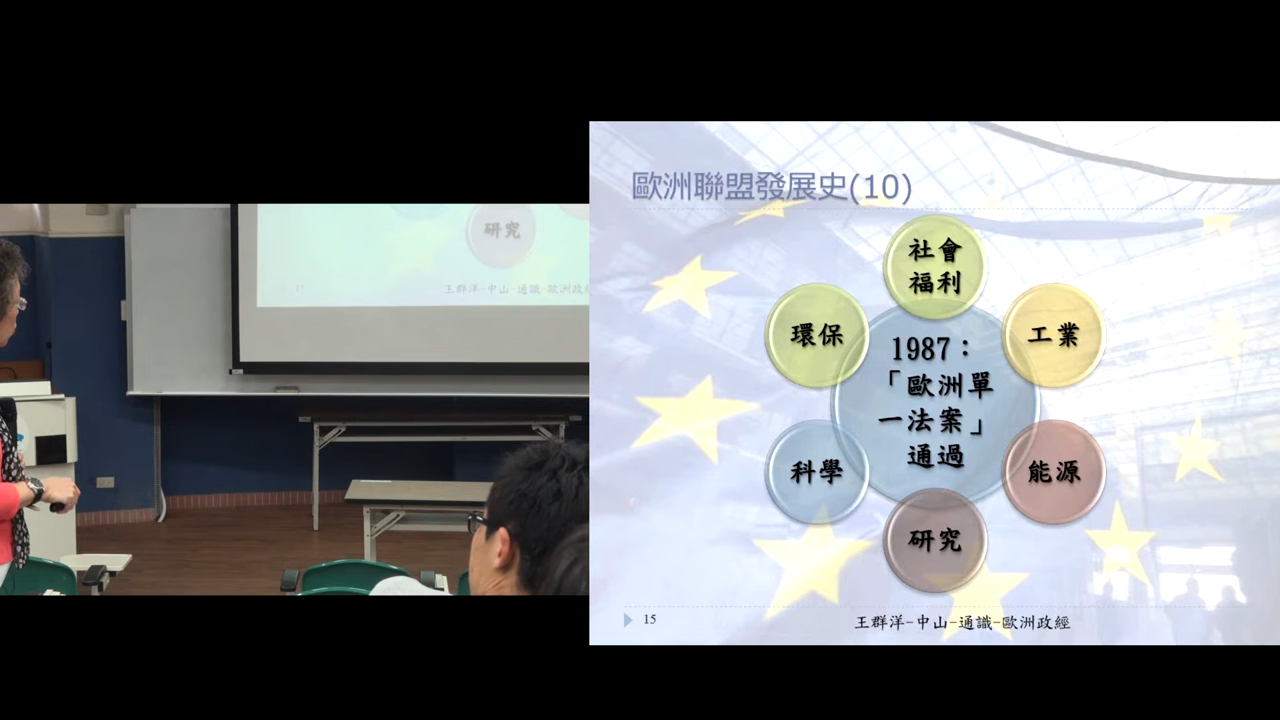 研究
17
王群洋-中山-通識-歐洲政
歐洲聯盟發展史(10)
社會
福利
環保
工業
1987：
「歐洲單
一法案」
通過
科學
能源
研究
15
王群洋-中山-通識-歐洲政經